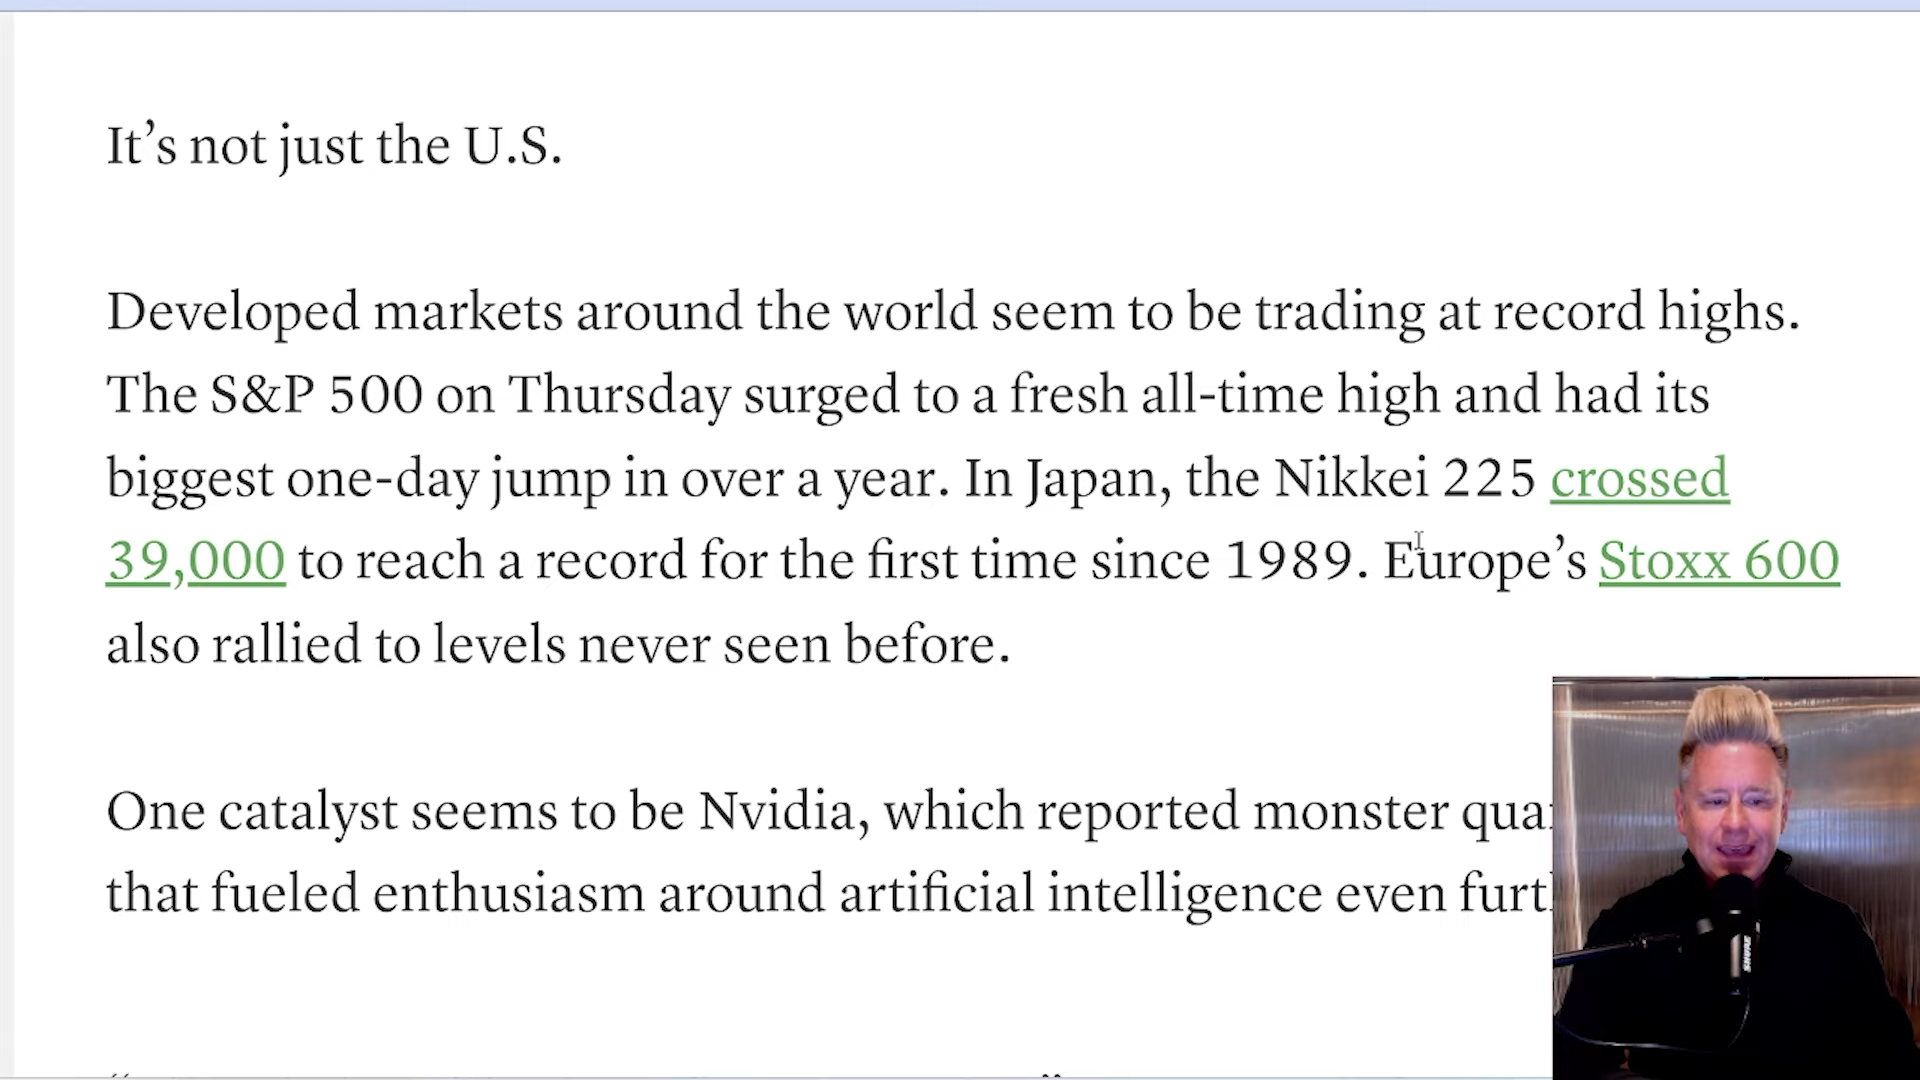 It’s not just the U.S.
Developed markets around the world seem to be trading at record highs.
The S&P 500 on Thursday surged to a fresh all-time high and had its
biggest one-day jump in over a year. In Japan, the Nikkei 225 crossed
39,000 to reach a record for the first time since 1989. Europe’s Stoxx 600
also rallied to levels never seen before.
One catalyst seems to be Nvidia, which reported monster
that fueled enthusiasm around artificial intelligence even
SHURE